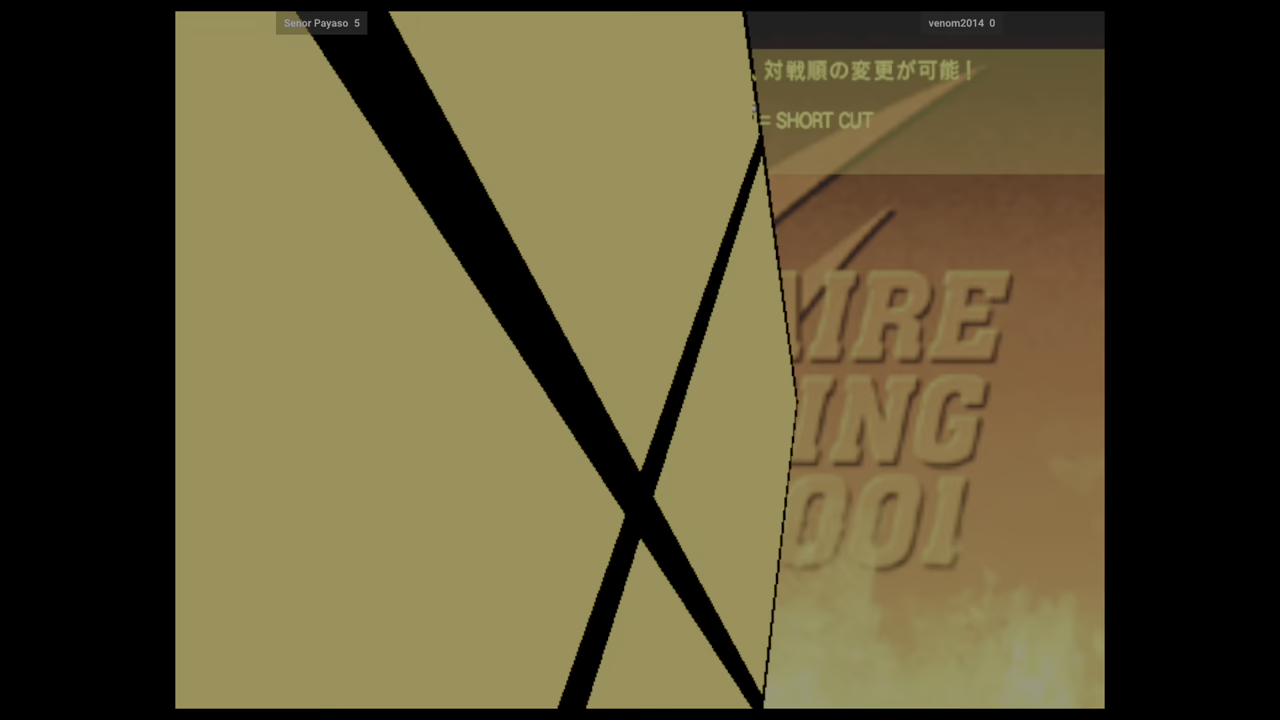 Senor Payaso 5
venom2014 0
、対戦順の変更が可能!
= SHORT CUT
IRE
ING
OOI